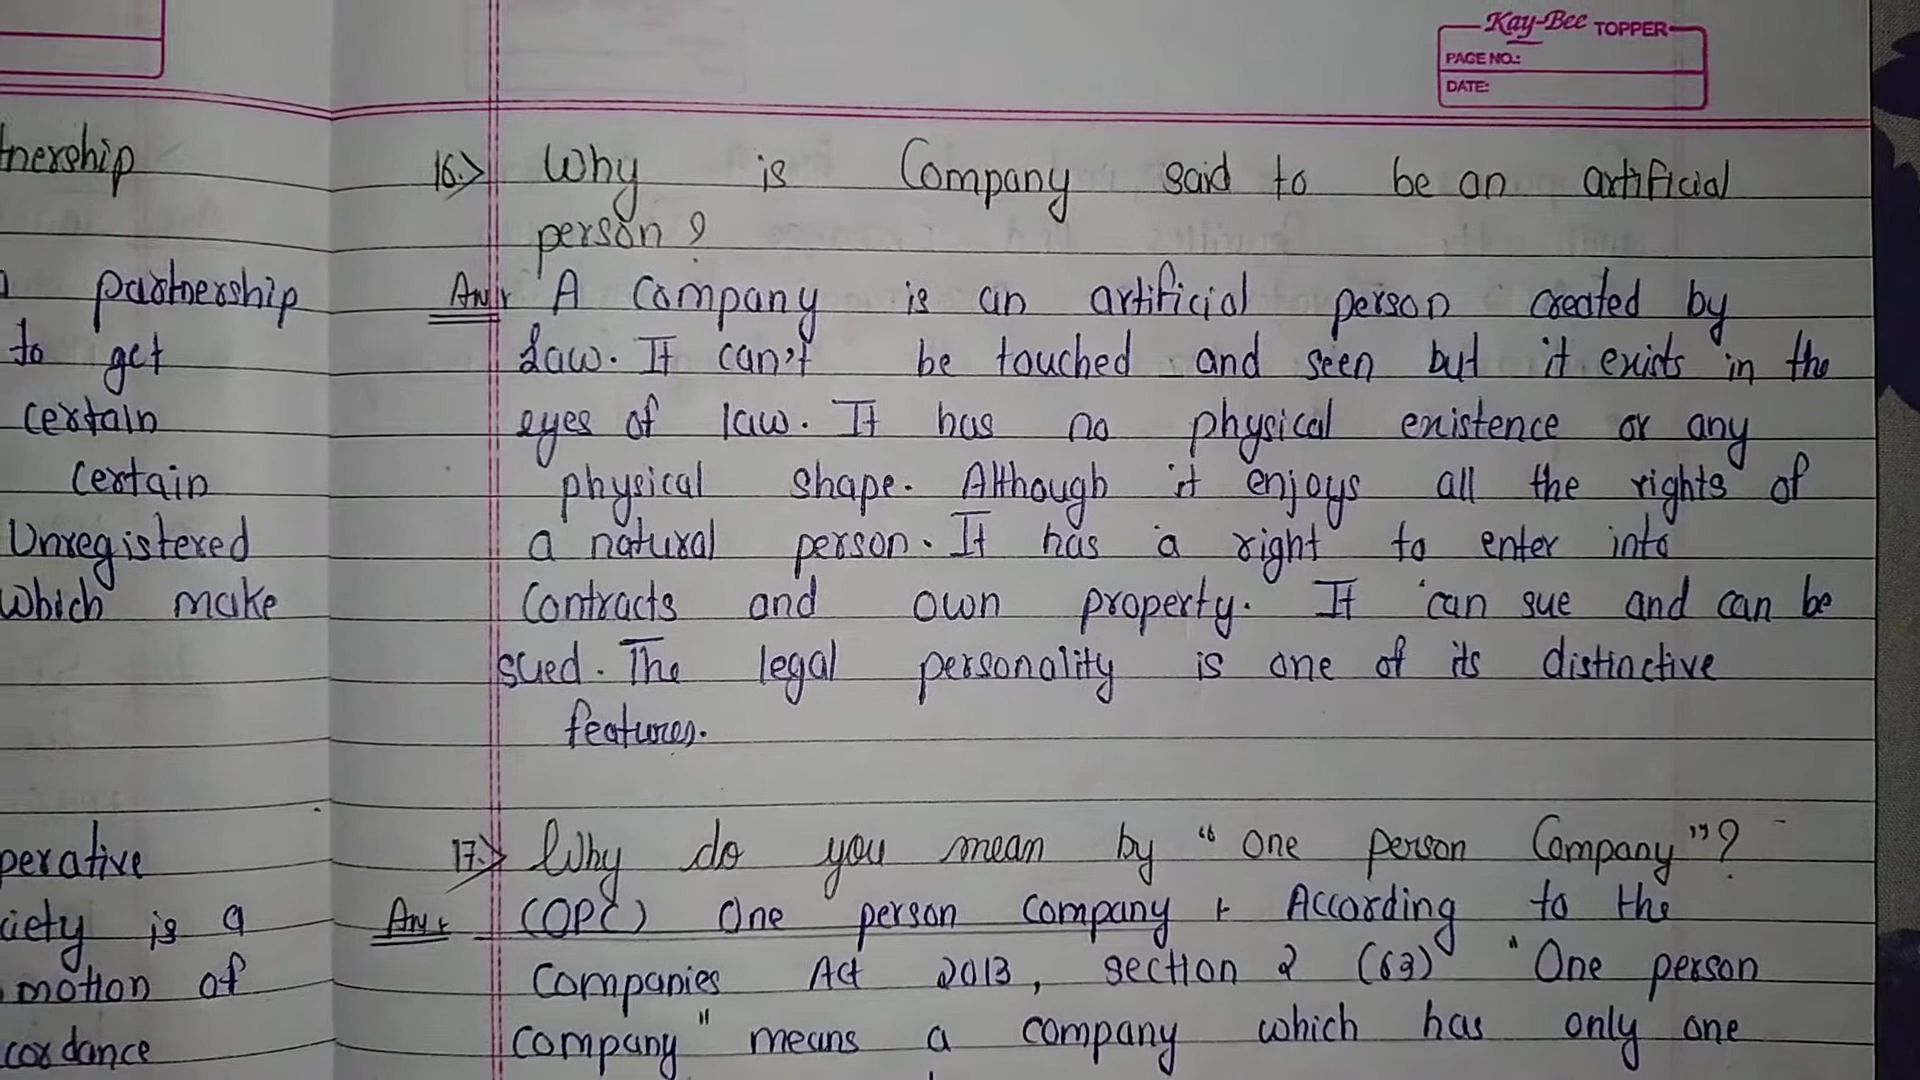 Kay-Bee TOPPER
PAGE NO.:
DATE:
partnership
to get
certain
certain
Unregistered
which make
is a
of
16.> Why is Company said to be an artificial
person?
Ans A Company is an artificial person created by
Law. It can't be touched and seen but it exists in the
eyes of law. It has no physical existence or any
physical shape. Although it enjoys all the rights of
a natural person. It has a right to enter into
Contracts and own property. It can sue and can be
sued. The legal personality is one of its distinctive
features.
17.> Why do you mean by "One person Company"?
Ans (OPC) One person company : According to the
Companies Act 2013, section 2 (63) "One person
company" means a company which has only one